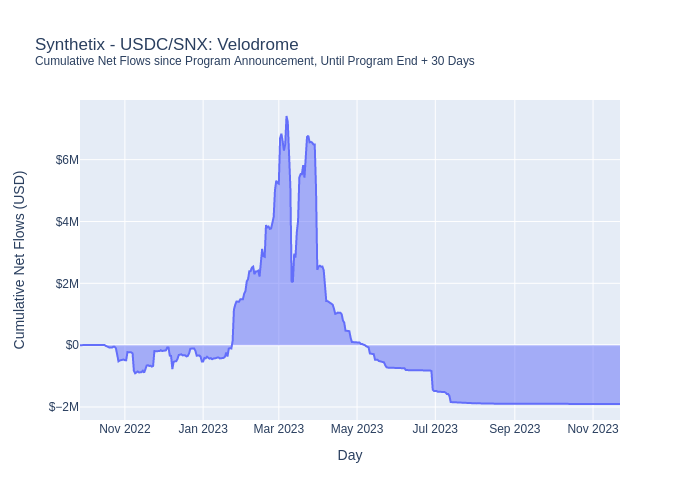 Synthetix - USDC/SNX: Velodrome
Cumulative Net Flows since Program Announcement, Until Program End + 30 Days
Cumulative Net Flows (USD)
$6M
$4M
$2M
$0
$−2M
Nov 2022 Jan 2023 Mar 2023 May 2023 Jul 2023 Sep 2023 Nov 2023
Day